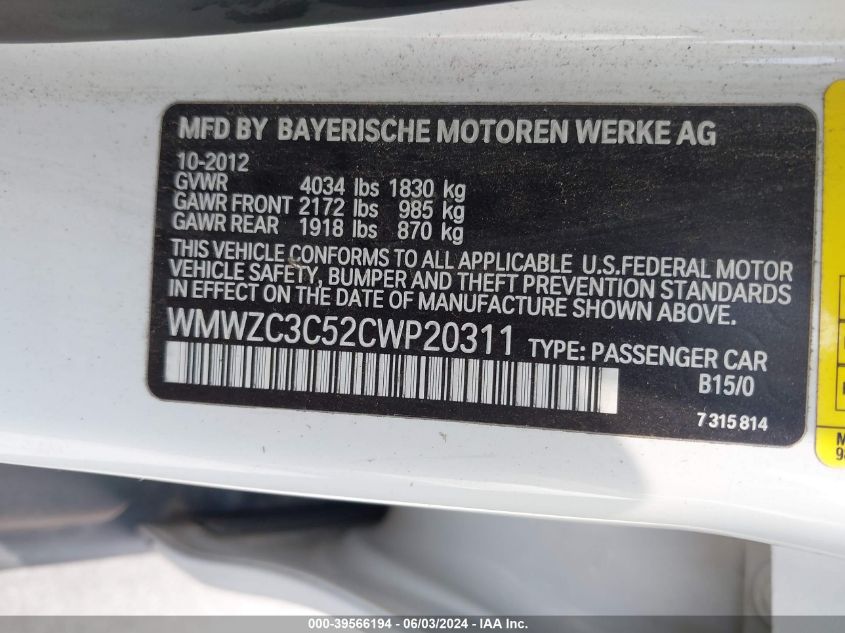 MFD BY BAYERISCHE MOTOREN WERKE AG
10-2012
GVWR 4034 lbs 1830 kg
GAWR FRONT 2172 lbs 985 kg
GAWR REAR 1918 lbs 870 kg
THIS VEHICLE CONFORMS TO ALL APPLICABLE U.S.FEDERAL MOTOR
VEHICLE SAFETY, BUMPER AND THEFT PREVENTION STANDARDS
IN EFFECT ON THE DATE OF MANUFACTURE SHOWN ABOVE.
WMWZC3C52CWP20311 TYPE: PASSENGER CAR
B15/0
7 315 814
000-39566194 - 06/03/2024 - IAAI Inc.